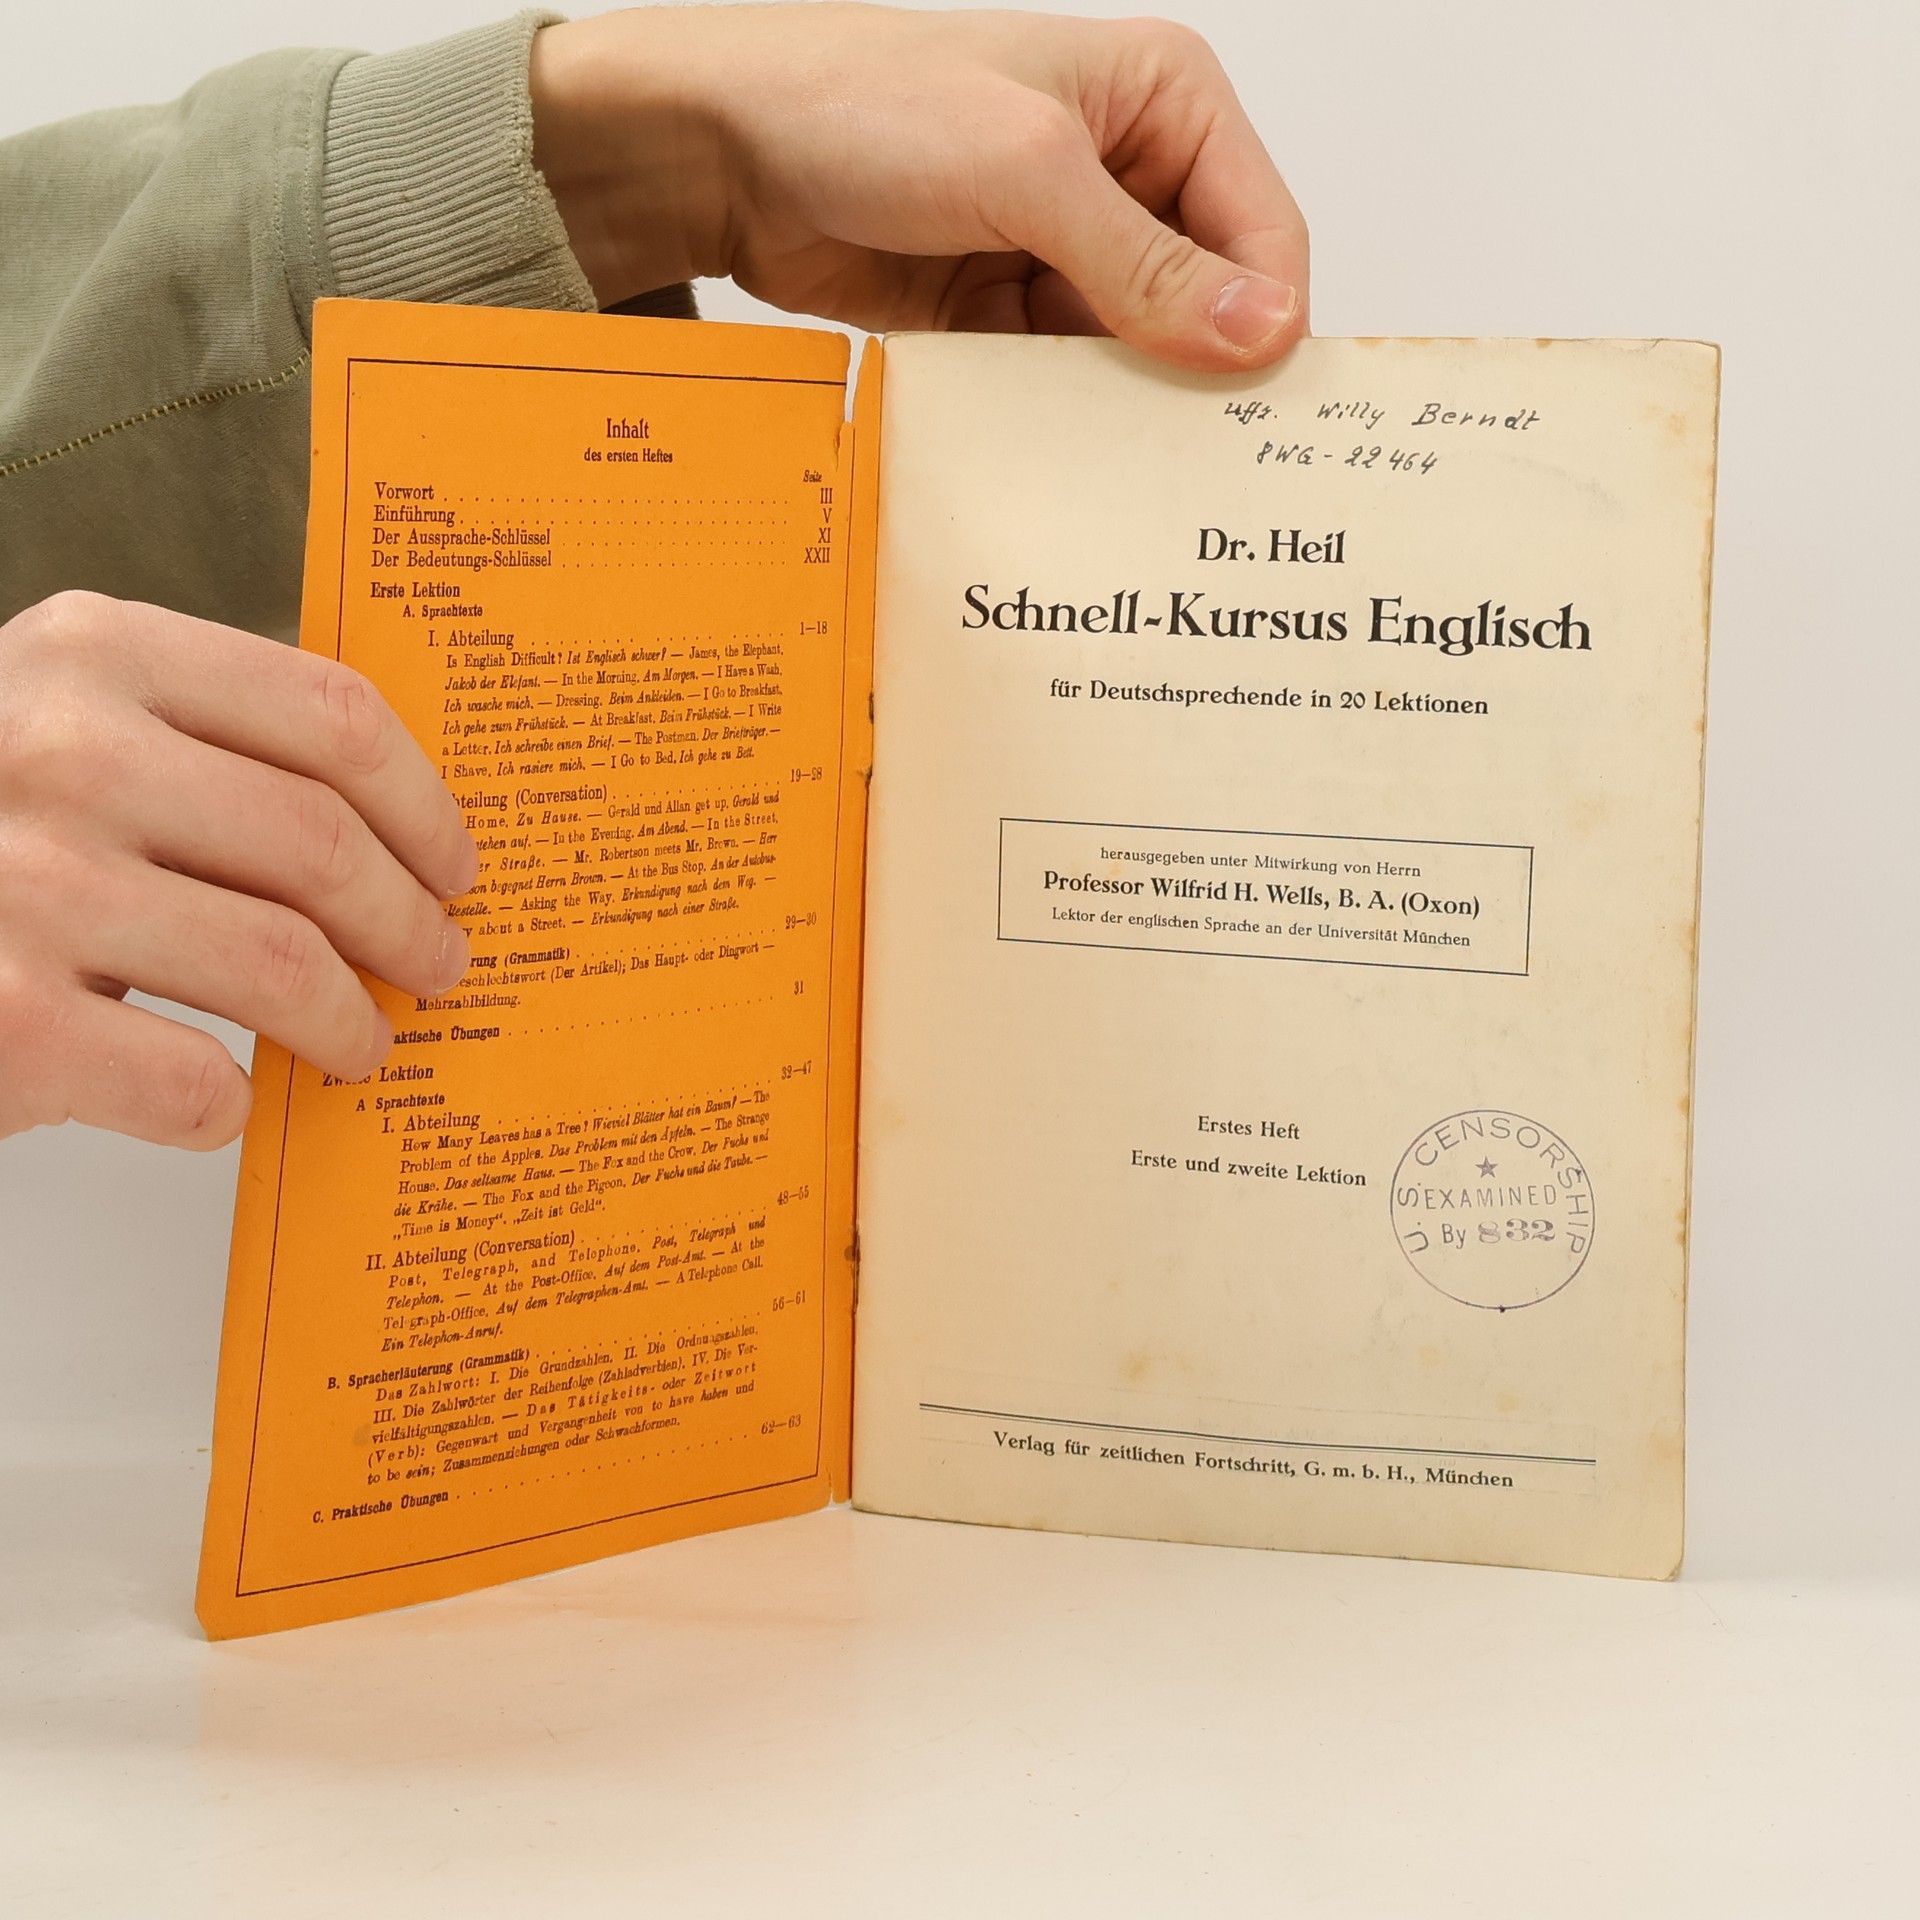 Inhalt
des ersten Heftes
Seite
Vorwort . . . III
Einführung . . . V
Der Aussprache-Schlüssel . . . XI
Der Bedeutungs-Schlüssel . . . XXII
Erste Lektion
A. Sprachtexte
I. Abteilung . . . 1—18
Is English Difficult? Ist Englisch schwer? — James, the Elephant,
Jakob der Elefant. — In the Morning. Am Morgen. — I Have a Wash,
Ich wasche mich. — Dressing. Beim Ankleiden. — I Go to Breakfast.
Ich gehe zum Frühstück. — At Breakfast. Beim Frühstück. — I Write
a Letter. Ich schreibe einen Brief. — The Postmen. Der Briefträger. —
I Shave. Ich rasiere mich. — I Go to Bed. Ich gehe zu Bett.
bteilung (Conversation) . . . 19—28
Home. Zu Hause. — Gerald und Allan get up. Gerald und
stehen auf. — In the Evening. Am Abend. — In the Street.
er Straße. — Mr. Robertson meets Mr. Brown. — Herr
son begegnet Herrn Brown. — At the Bus Stop. An der Autobus-
ltestelle. — Asking the Way. Erkundigung nach dem Weg. —
y about a Street. — Erkundigung nach einer Straße.
rung (Grammatik) . . . 29—30
eschlechtswort (Der Artikel); Das Haupt- oder Dingwort —
Mehrzahlbildung.
aktische Übungen . . . 31
Lektion
A Sprachtexte
I. Abteilung . . . 32—47
How Many Leaves has a Tree? Wieviel Blätter hat ein Baum? — The
Problem of the Apples. Das Problem mit den Äpfeln. — The Strange
House. Das seltsame Haus. — The Fox and the Crow. Der Fuchs und
die Krähe. — The Fox and the Pigeon. Der Fuchs und die Taube. —
„Time is Money“. „Zeit ist Geld“.
II. Abteilung (Conversation) . . . 48—55
Post, Telegraph, and Telophone. Post, Telegraph und
Telephon. — At the Post-Office. Auf dem Post-Amt. — At the
Tel graph-Office. Auf dem Telegraphen-Amt. — A Telephone Call.
Ein Telephon-Anruf.
B. Spracherläuterung (Grammatik) . . . 56—61
Das Zahlwort: I. Die Grundzahlen. II. Die Ordnungszahlen.
III. Die Zahlwörter der Reihenfolge (Zahladverbien). IV. Die Ver-
vielfältigungszahlen. — Das Tätigkeits- oder Zeitwort
(Verb): Gegenwart und Vergangenheit von to have haben und
to be sein; Zusammenziehungen oder Schwachformen.
C. Praktische Übungen . . . 62—63
Uffz. Willy Berndt
8WG - 22 464
Dr. Heil
Schnell-Kursus Englisch
für Deutschsprechende in 20 Lektionen
herausgegeben unter Mitwirkung von Herrn
Professor Wilfrid H. Wells, B. A. (Oxon)
Lektor der englischen Sprache an der Universität München
Erstes Heft
Erste und zweite Lektion
U.S. CENSORSHIP
EXAMINED
By 832
Verlag für zeitlichen Fortschritt, G. m. b. H., München